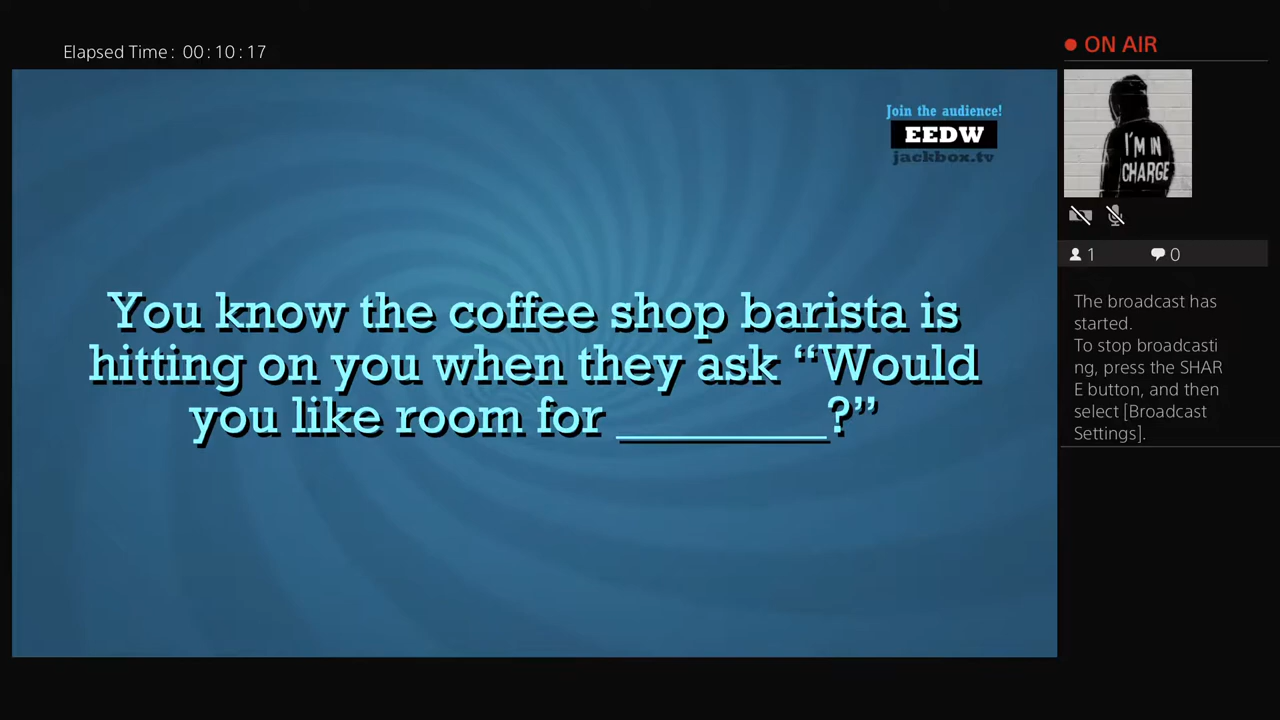 Elapsed Time: 00:10:17
ON AIR
Join the audience!
EEDW
jackbox.tv
I'M IN
CHARGE
1
0
You know the coffee shop barista is
hitting on you when they ask “Would
you like room for ________?”
The broadcast has
started.
To stop broadcasti
ng, press the SHAR
E button, and then
select [Broadcast
Settings].